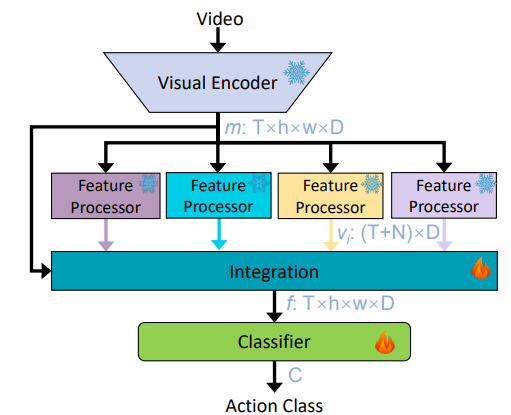 Video
Visual Encoder
m: T×h×w×D
Feature Processor
Feature Processor
Feature Processor
Feature Processor
vi: (T+N)×D
Integration
f: T×h×w×D
Classifier
C
Action Class